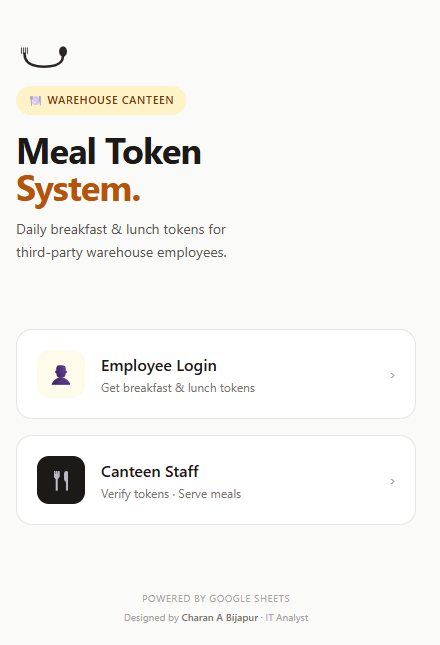 WAREHOUSE CANTEEN
Meal Token
System.
Daily breakfast & lunch tokens for
third-party warehouse employees.
Employee Login
Get breakfast & lunch tokens
Canteen Staff
Verify tokens · Serve meals
POWERED BY GOOGLE SHEETS
Designed by Charan A Bijapur · IT Analyst